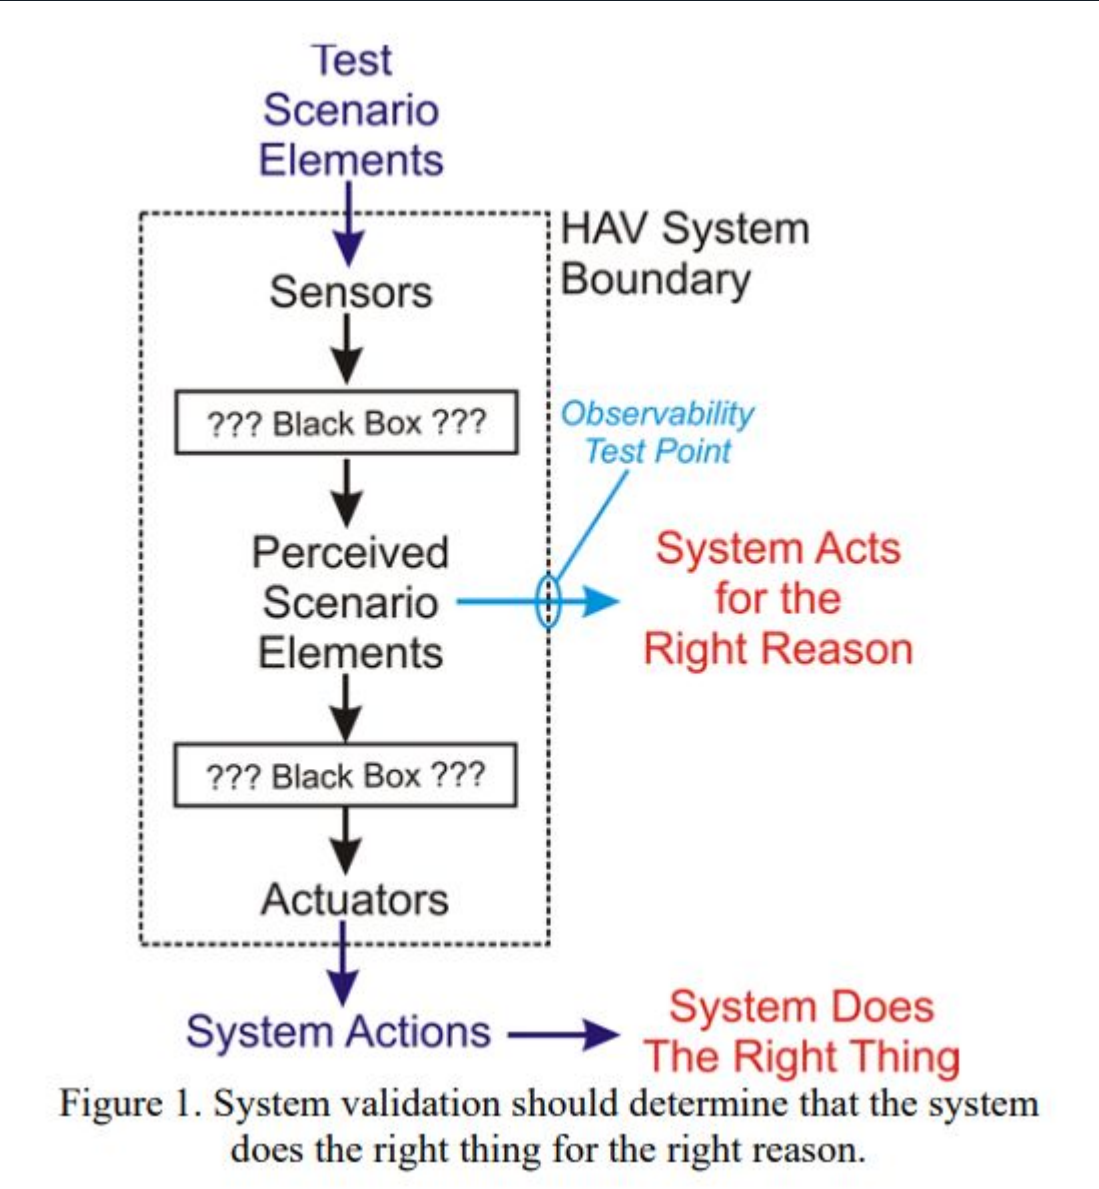 Test
Scenario
Elements
HAV System
Boundary
Sensors
??? Black Box ???
Observability
Test Point
Perceived
Scenario
Elements
System Acts
for the
Right Reason
??? Black Box ???
Actuators
System Actions
System Does
The Right Thing
Figure 1. System validation should determine that the system
does the right thing for the right reason.